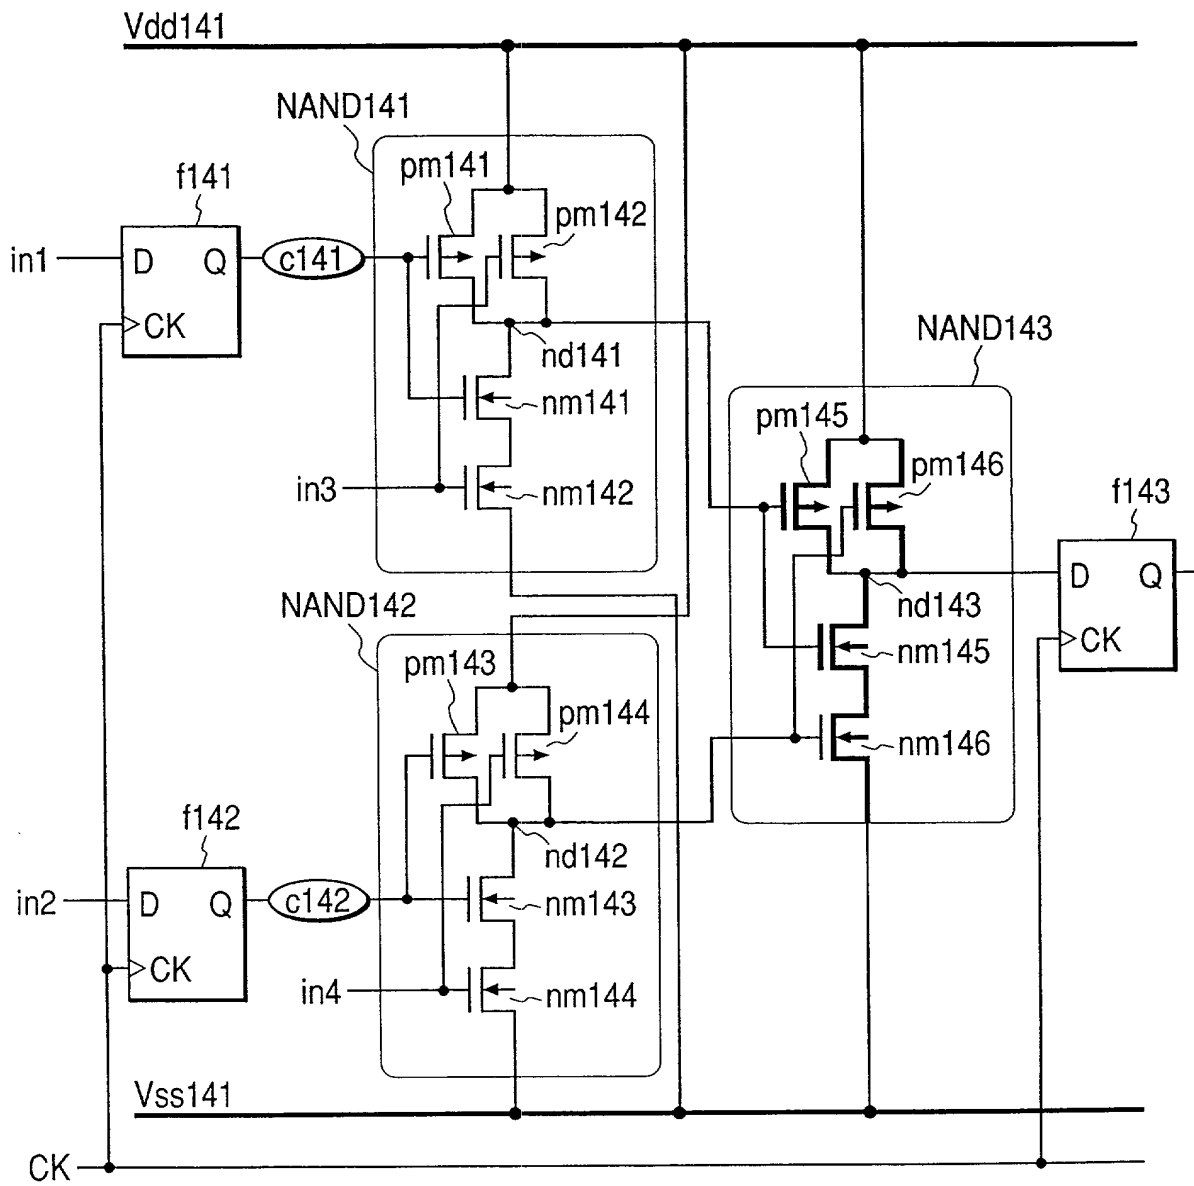 Vdd141
NAND141
pm141
f141
pm142
in1
D
Q
c141
CK
nd141
NAND143
nm141
pm145
pm146
in3
nm142
f143
D
Q
NAND142
nd143
CK
pm143
nm145
pm144
nm146
f142
nd142
in2
D
Q
c142
nm143
CK
in4
nm144
Vss141
CK